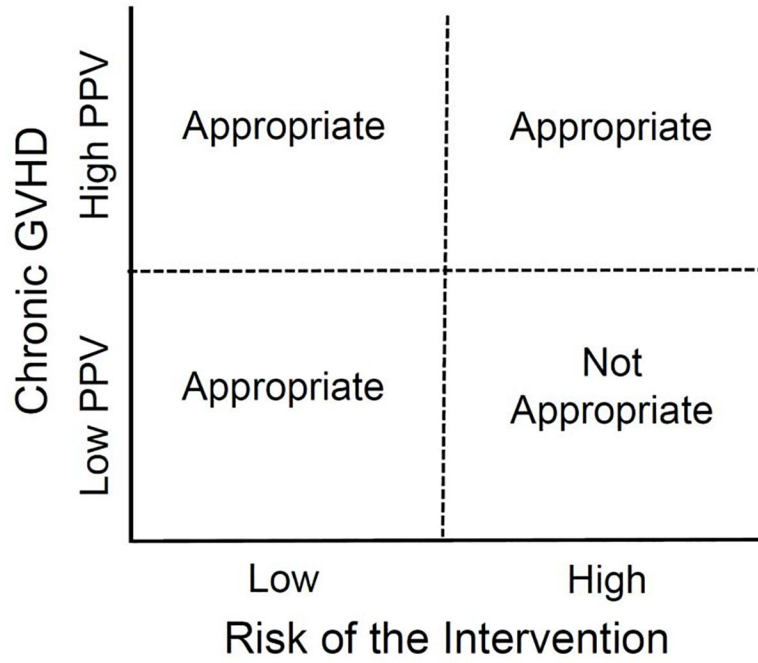 Chronic GVHD
High PPV
Low PPV
Appropriate
Appropriate
Appropriate
Not
Appropriate
Low
High
Risk of the Intervention